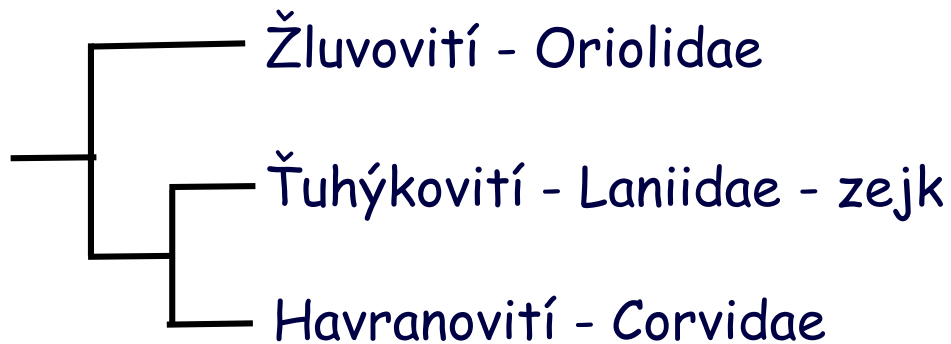 Žluvovití - Oriolidae
Ťuhýkovití - Laniidae - zejk
Havranovití - Corvidae